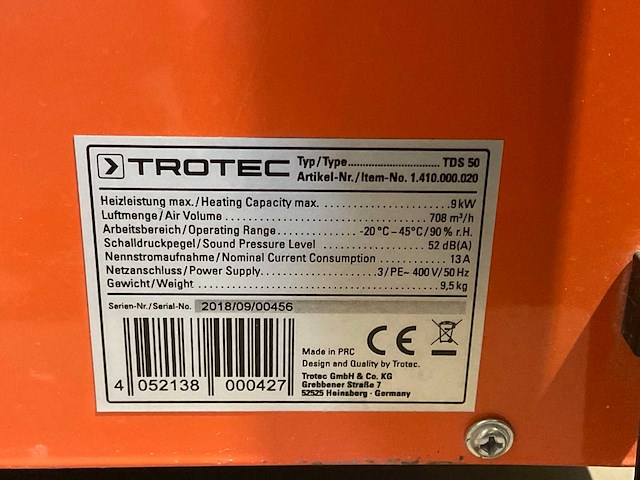 TROTEC
Typ/Type.............................. TDS 50
Artikel-Nr./Item-No. 1.410.000.020
Heizleistung max./Heating Capacity max. ........................ .9 kW
Luftmenge/Air Volume ........................................ 708 m³/h
Arbeitsbereich/Operating Range ................. -20 °C – 45°C/90% r.H.
Schalldruckpegel/Sound Pressure Level ..................... 52 dB(A)
Nennstromaufnahme/Nominal Current Consumption ............. 13 A
Netzanschluss/Power Supply........................ 3/PE~ 400 V/50 Hz
Gewicht/Weight ............................................... 9,5 kg
Serien-Nr./Serial-No. 2018/09/00456
Made in PRC
CE
Design and Quality by Trotec.
Trotec GmbH & Co. KG
Grebbener Straße 7
52525 Heinsberg · Germany
4 052138 000427